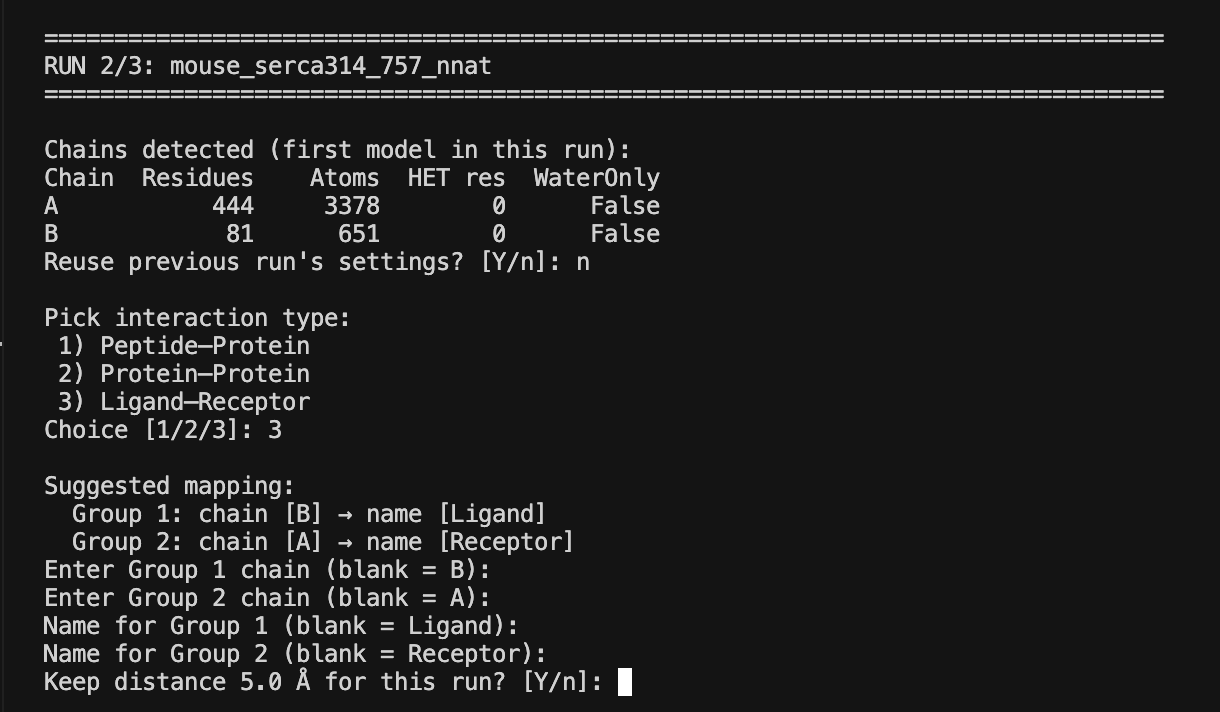 ================================================================================
RUN 2/3: mouse_serca314_757_nnat
================================================================================
Chains detected (first model in this run):
Chain  Residues    Atoms  HET res  WaterOnly
A           444     3378        0      False
B            81      651        0      False
Reuse previous run's settings? [Y/n]: n
Pick interaction type:
 1) Peptide–Protein
 2) Protein–Protein
 3) Ligand–Receptor
Choice [1/2/3]: 3
Suggested mapping:
  Group 1: chain [B] → name [Ligand]
  Group 2: chain [A] → name [Receptor]
Enter Group 1 chain (blank = B):
Enter Group 2 chain (blank = A):
Name for Group 1 (blank = Ligand):
Name for Group 2 (blank = Receptor):
Keep distance 5.0 Å for this run? [Y/n]: